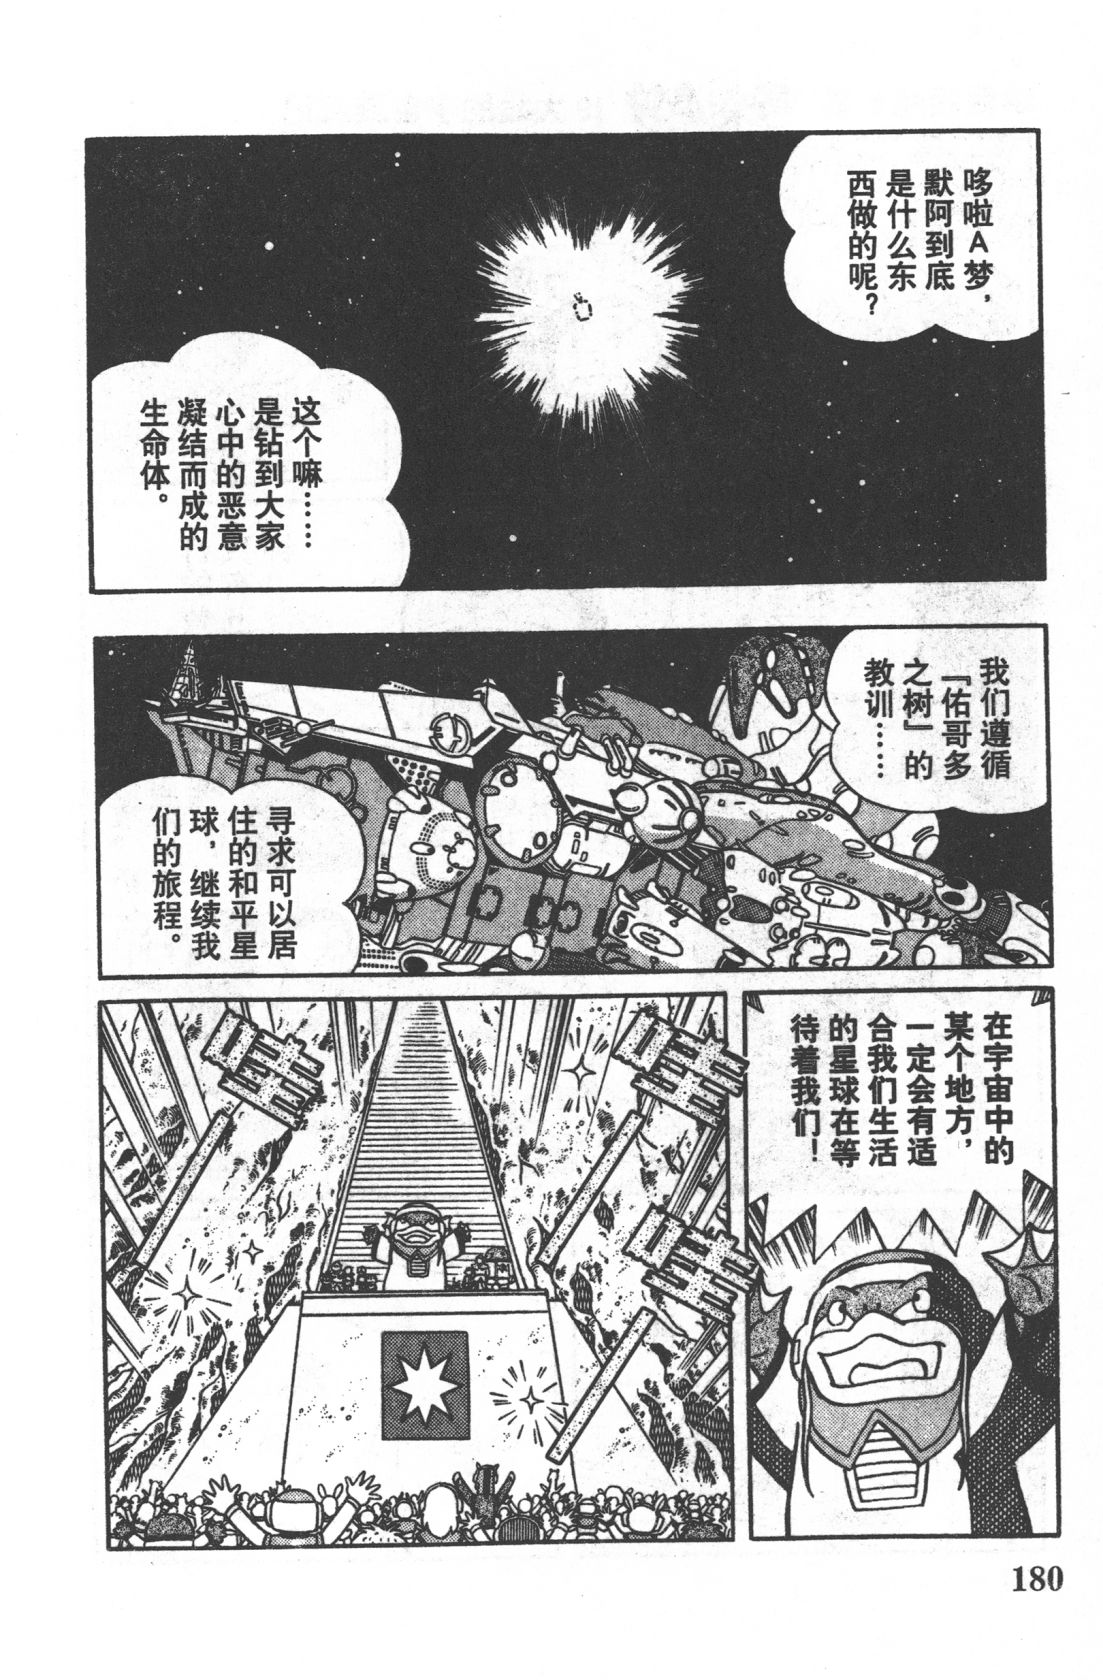 哆啦A梦，
默阿到底
是什么东
西做的呢？
这个嘛……
是钻到大家
心中的恶意
凝结而成的
生命体。
我们遵循
『佑哥多
之树』的
教训……
寻求可以居
住的和平星
球，继续我
们的旅程。
在宇宙中的
某个地方，
一定会有适
合我们生活
的星球在等
待着我们！
哇—
哇—
哇—
180